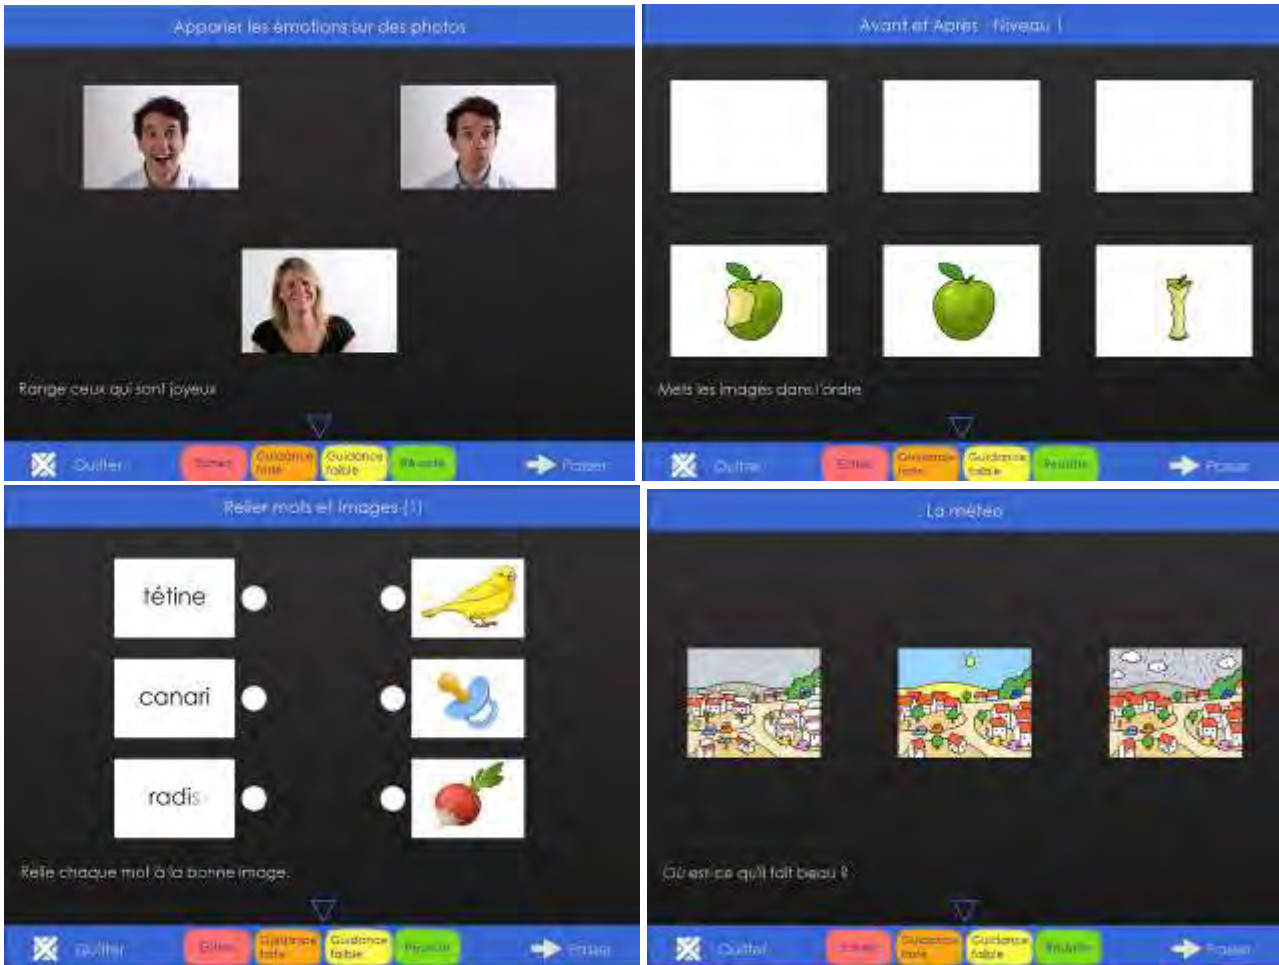 Apparier les émotions sur des photos
Range ceux qui sont joyeux
Quitter
Echec
Guidance
forte
Guidance
faible
Réussite
Passer
Avant et Après - Niveau 1
Mets les images dans l'ordre
Quitter
Echec
Guidance
forte
Guidance
faible
Réussite
Passer
Relier mots et images (1)
tétine
canari
radis
Relie chaque mot à la bonne image.
Quitter
Echec
Guidance
forte
Guidance
faible
Réussite
Passer
La météo
Où est-ce qu'il fait beau ?
Quitter
Echec
Guidance
forte
Guidance
faible
Réussite
Passer